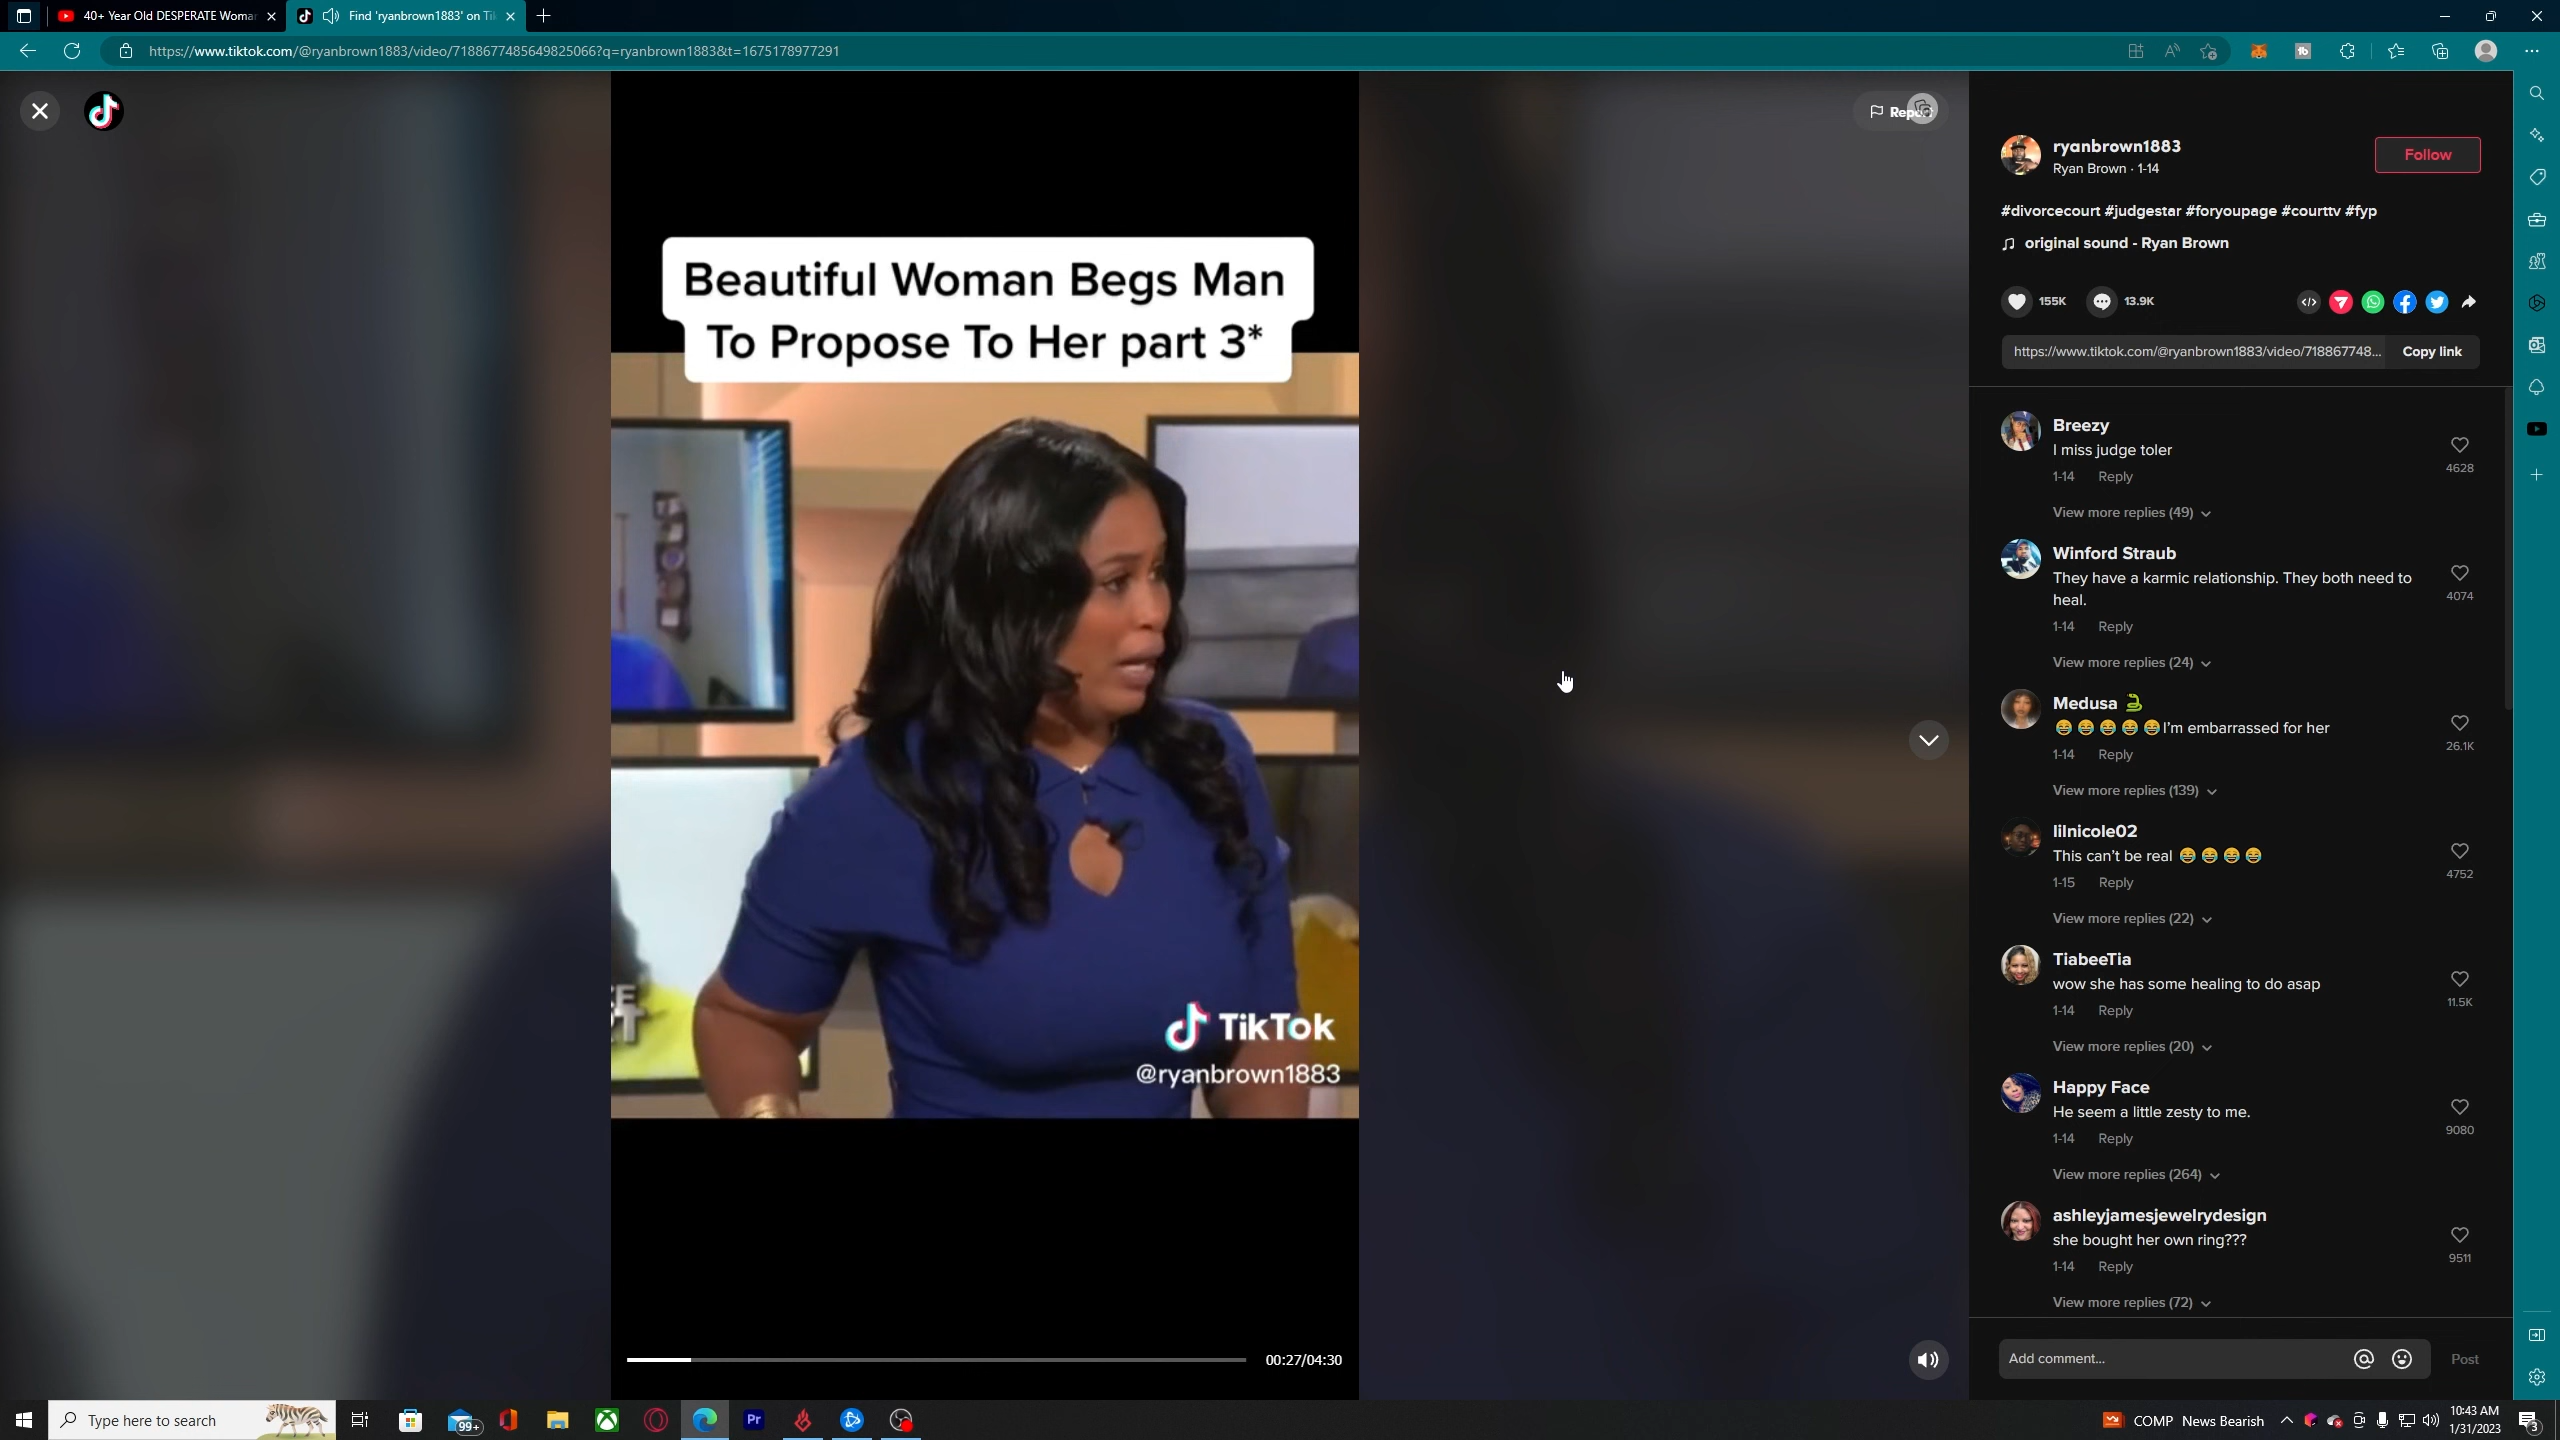 40+ Year Old DESPERATE Woma
Find 'ryanbrown1883' on Ti
https://www.tiktok.com/@ryanbrown1883/video/7188677485649825066?q=ryanbrown1883&t=1675178977291
Beautiful Woman Begs Man
To Propose To Her part 3*
TikTok
@ryanbrown1883
00:27/04:30
ryanbrown1883
Ryan Brown · 1-14
Follow
#divorcecourt #judgestar #foryoupage #courttv #fyp
original sound - Ryan Brown
155K
13.9K
https://www.tiktok.com/@ryanbrown1883/video/718867748...
Copy link
Breezy
I miss judge toler
4628
1-14 Reply
View more replies (49)
Winford Straub
They have a karmic relationship. They both need to
heal.
4074
1-14 Reply
View more replies (24)
Medusa 🐍
😂😂😂😂😂I'm embarrassed for her
26.1K
1-14 Reply
View more replies (139)
lilnicole02
This can't be real 😂😂😂😂
4752
1-15 Reply
View more replies (22)
TiabeeTia
wow she has some healing to do asap
11.5K
1-14 Reply
View more replies (20)
Happy Face
He seem a little zesty to me.
9080
1-14 Reply
View more replies (264)
ashleyjamesjewelrydesign
she bought her own ring???
9511
1-14 Reply
View more replies (72)
Add comment...
Post
Type here to search
99+
Pr
COMP News Bearish
10:43 AM
1/31/2023
3